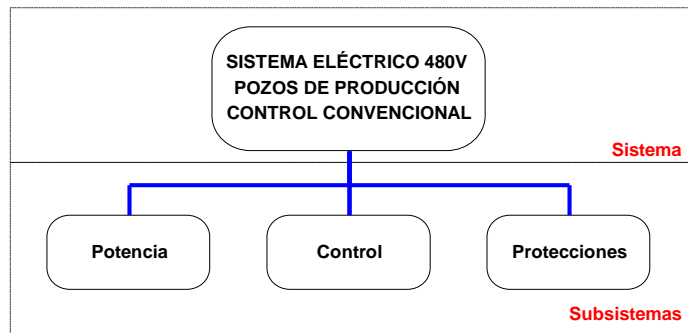 SISTEMA ELÉCTRICO 480V
POZOS DE PRODUCCIÓN
CONTROL CONVENCIONAL
Sistema
Potencia
Control
Protecciones
Subsistemas